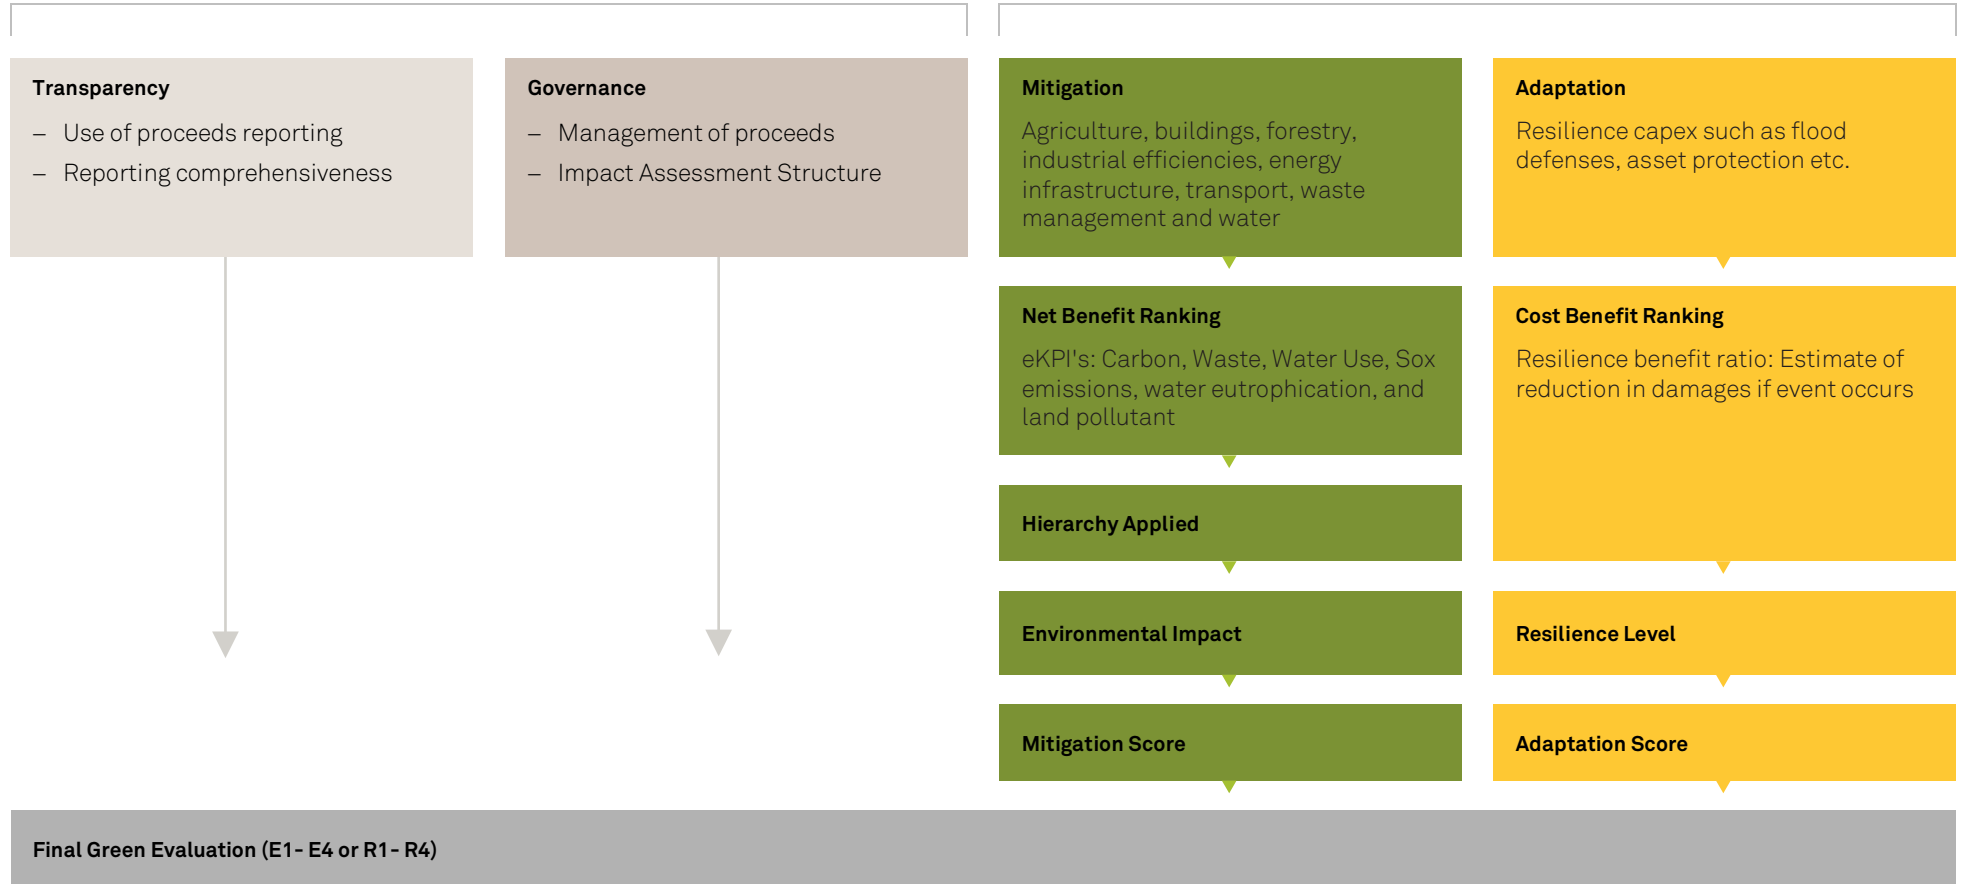 Transparency
– Use of proceeds reporting
– Reporting comprehensiveness
Governance
– Management of proceeds
– Impact Assessment Structure
Mitigation
Agriculture, buildings, forestry,
industrial efficiencies, energy
infrastructure, transport, waste
management and water
Adaptation
Resilience capex such as flood
defenses, asset protection etc.
Net Benefit Ranking
eKPI's: Carbon, Waste, Water Use, Sox
emissions, water eutrophication, and
land pollutant
Cost Benefit Ranking
Resilience benefit ratio: Estimate of
reduction in damages if event occurs
Hierarchy Applied
Environmental Impact
Resilience Level
Mitigation Score
Adaptation Score
Final Green Evaluation (E1- E4 or R1- R4)